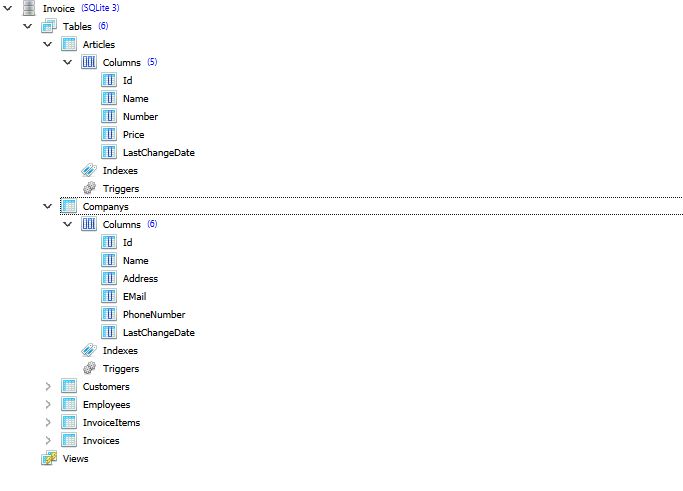 Invoice (SQLite 3)
Tables (6)
Articles
Columns (5)
Id
Name
Number
Price
LastChangeDate
Indexes
Triggers
Companys
Columns (6)
Id
Name
Address
EMail
PhoneNumber
LastChangeDate
Indexes
Triggers
Customers
Employees
InvoiceItems
Invoices
Views